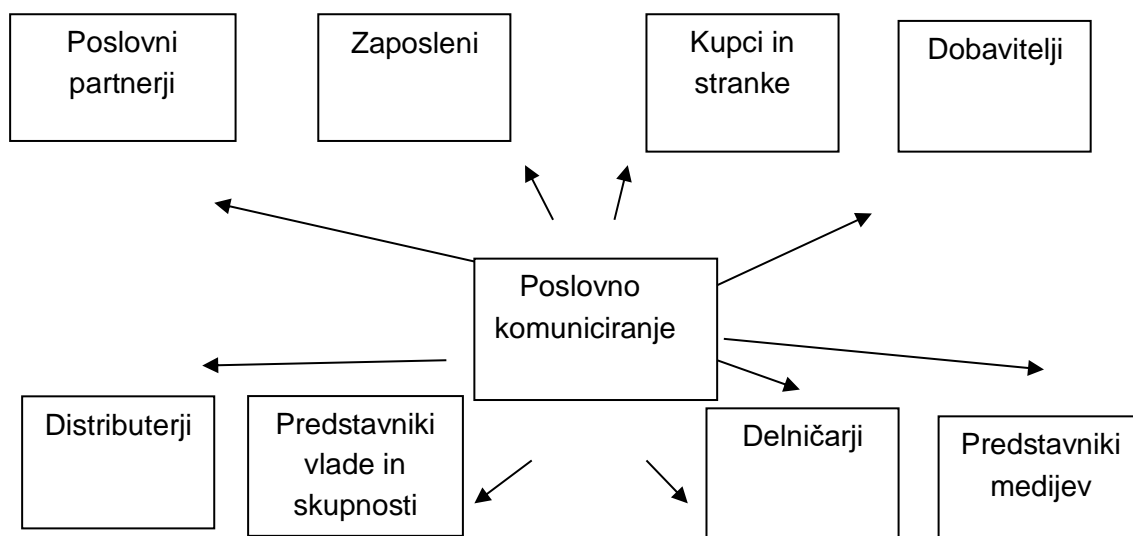 Poslovni
partnerji
Zaposleni
Kupci in
stranke
Dobavitelji
Poslovno
komuniciranje
Distributerji
Predstavniki
vlade in
skupnosti
Delničarji
Predstavniki
medijev